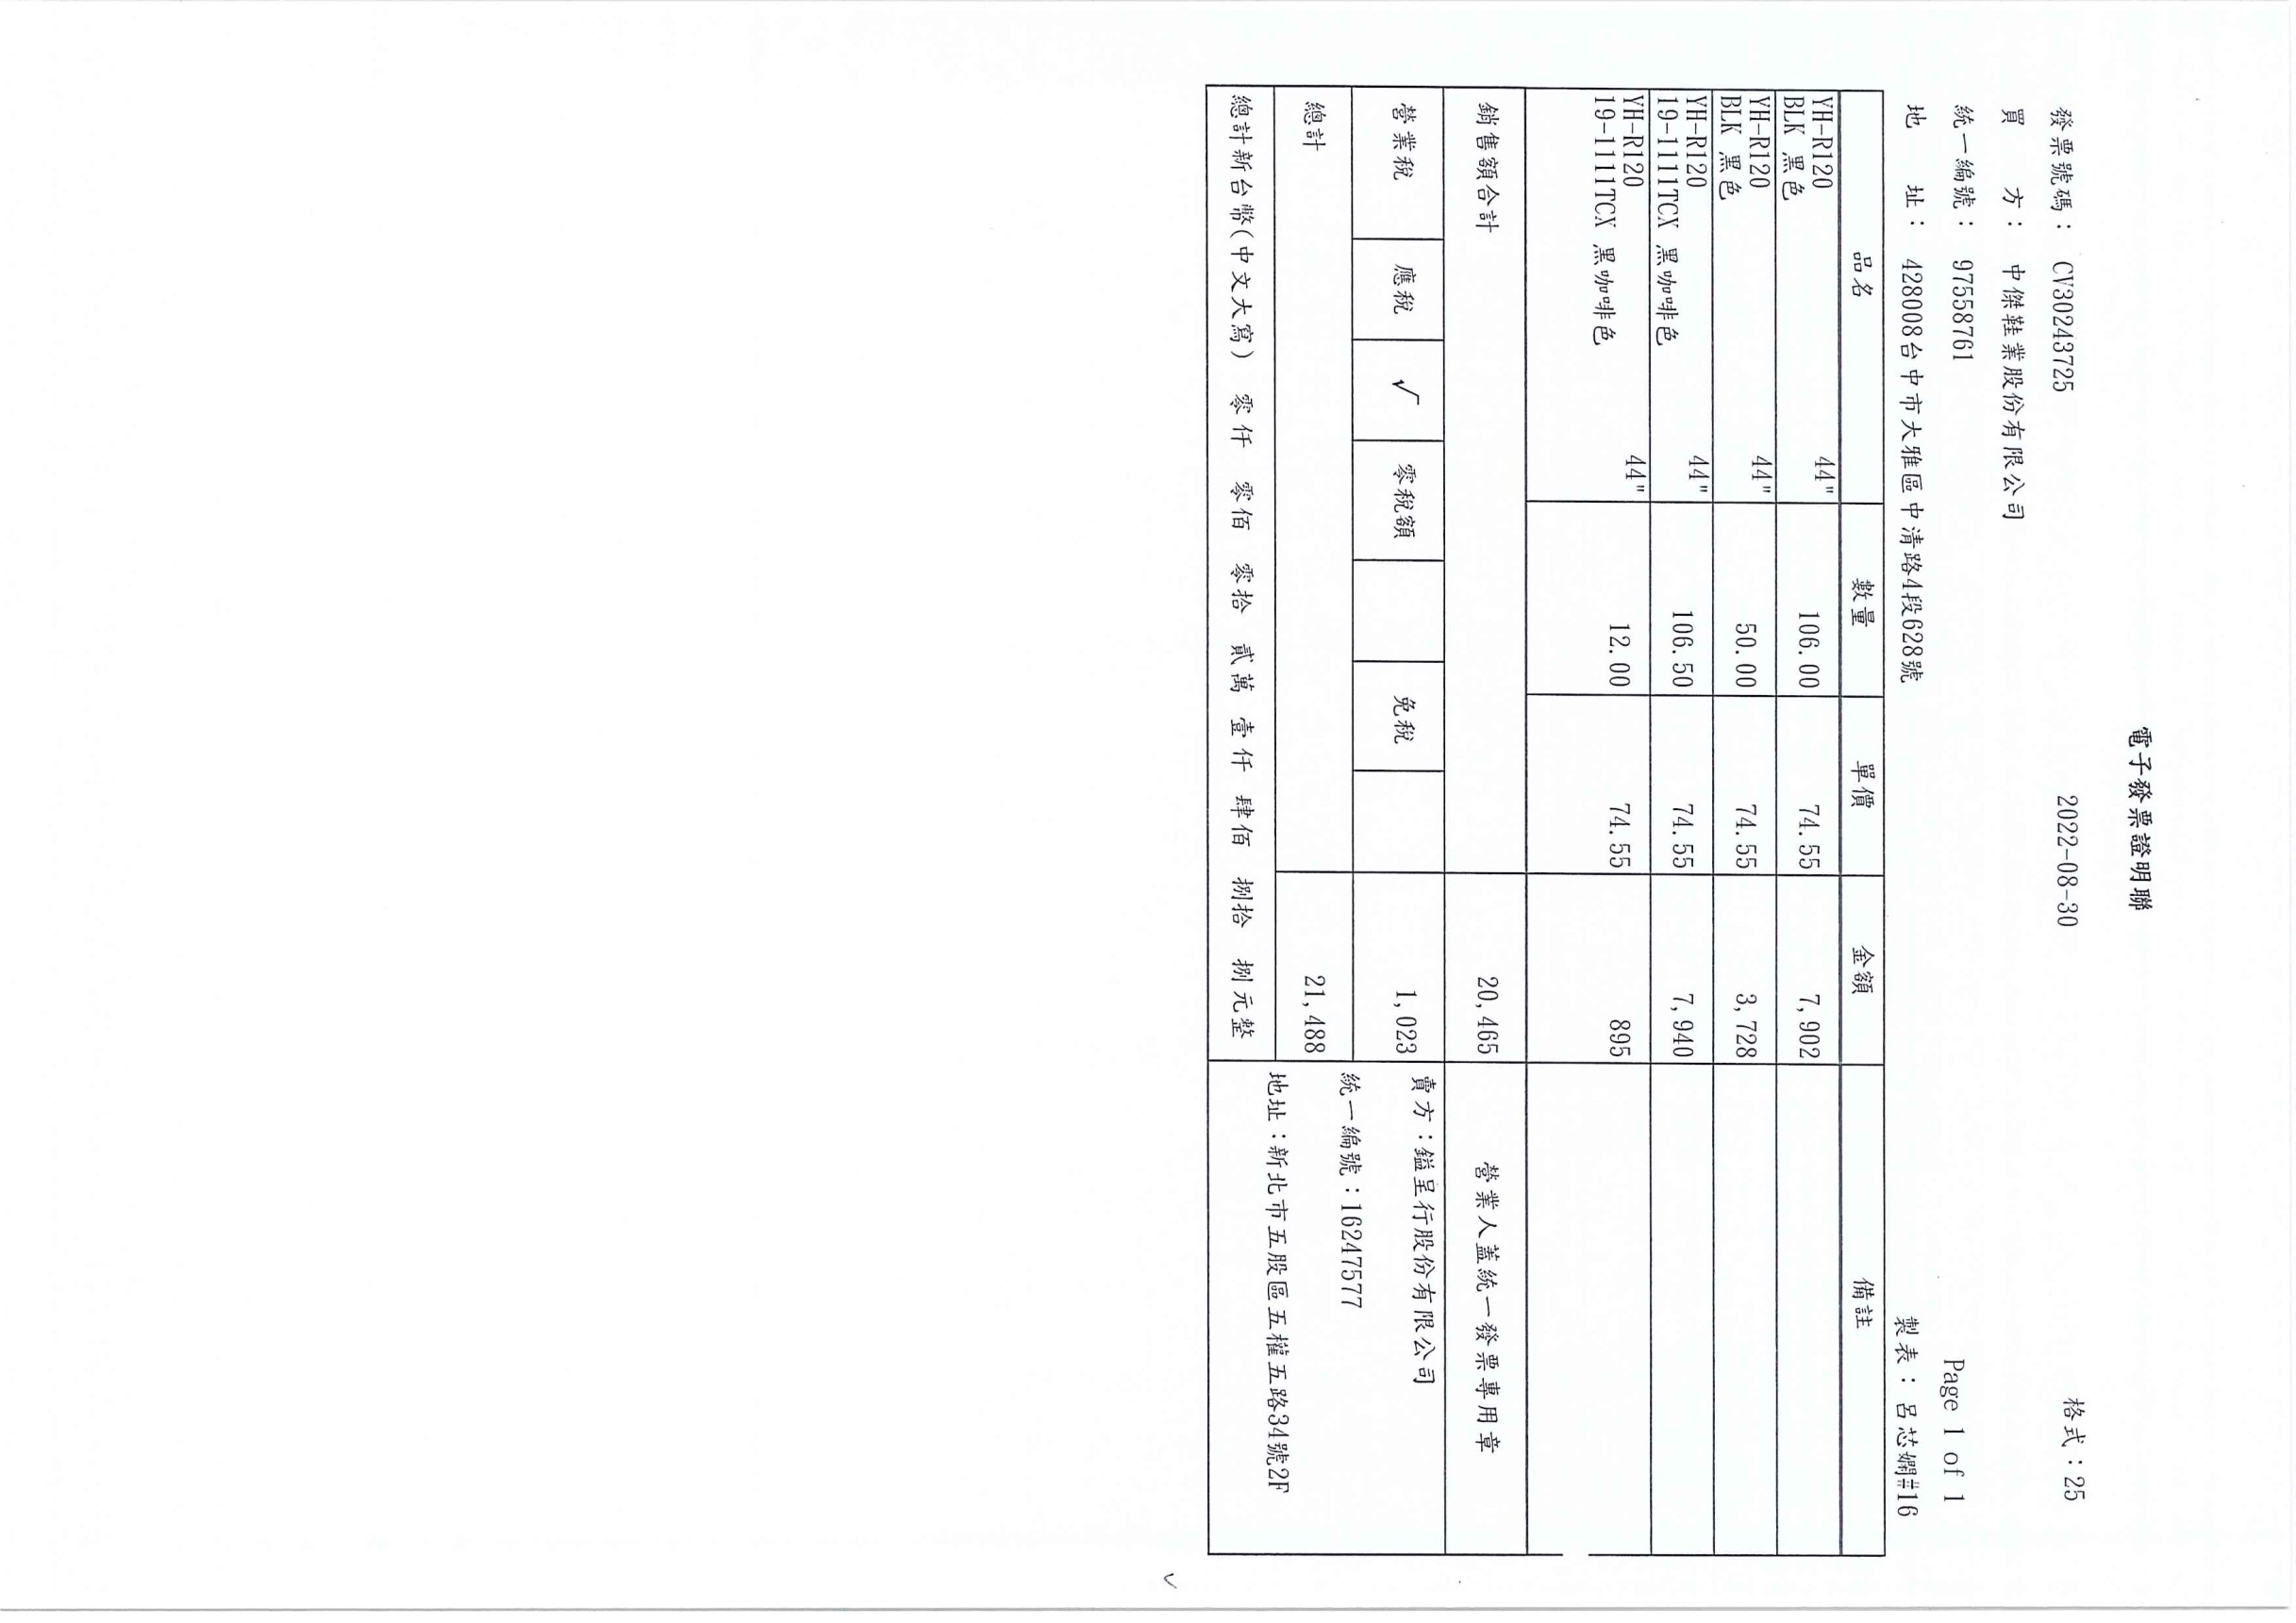 電子發票證明聯
發票號碼： CV30243725 2022-08-30 格式：25
買 方： 中傑鞋業股份有限公司
統一編號： 97558761
Page 1 of 1
地 址： 428008台中市大雅區中清路4段628號
製表： 呂芯嫻#16
品名 數量 單價 金額 備註
YH-R120 44"
BLK 黑色 106.00 74.55 7,902
YH-R120 44"
BLK 黑色 50.00 74.55 3,728
YH-R120 44"
19-1111TCX 黑咖啡色 106.50 74.55 7,940
YH-R120 44"
19-1111TCX 黑咖啡色 12.00 74.55 895
銷售額合計 20,465 營業人蓋統一發票專用章
營業稅 應稅 √ 零稅額 免稅 1,023
賣方：鎰呈行股份有限公司
統一編號：16247577
總計 21,488
地址：新北市五股區五權五路34號2F
總計新台幣(中文大寫) 零仟 零佰 零拾 貳萬 壹仟 肆佰 捌拾 捌元整